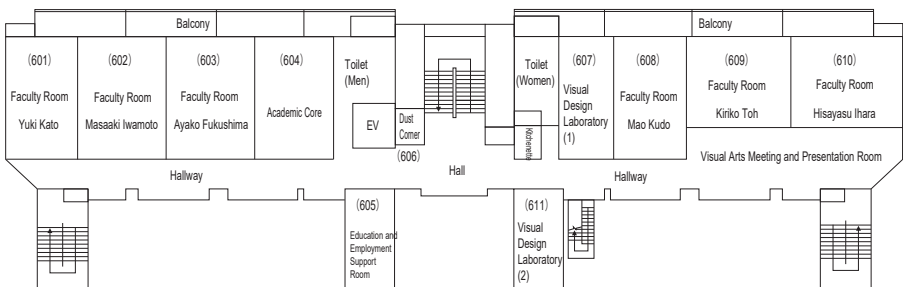 Balcony
Balcony
(601)
Faculty Room
Yuki Kato
(602)
Faculty Room
Masaaki Iwamoto
(603)
Faculty Room
Ayako Fukushima
(604)
Academic Core
Toilet
(Men)
EV
Dust
Corner
(606)
Toilet
(Women)
Kitchenette
(607)
Visual
Design
Laboratory
(1)
(608)
Faculty Room
Mao Kudo
(609)
Faculty Room
Kiriko Toh
(610)
Faculty Room
Hisayasu Ihara
Visual Arts Meeting and Presentation Room
Hallway
Hall
Hallway
(605)
Education and
Employment
Support
Room
(611)
Visual
Design
Laboratory
(2)